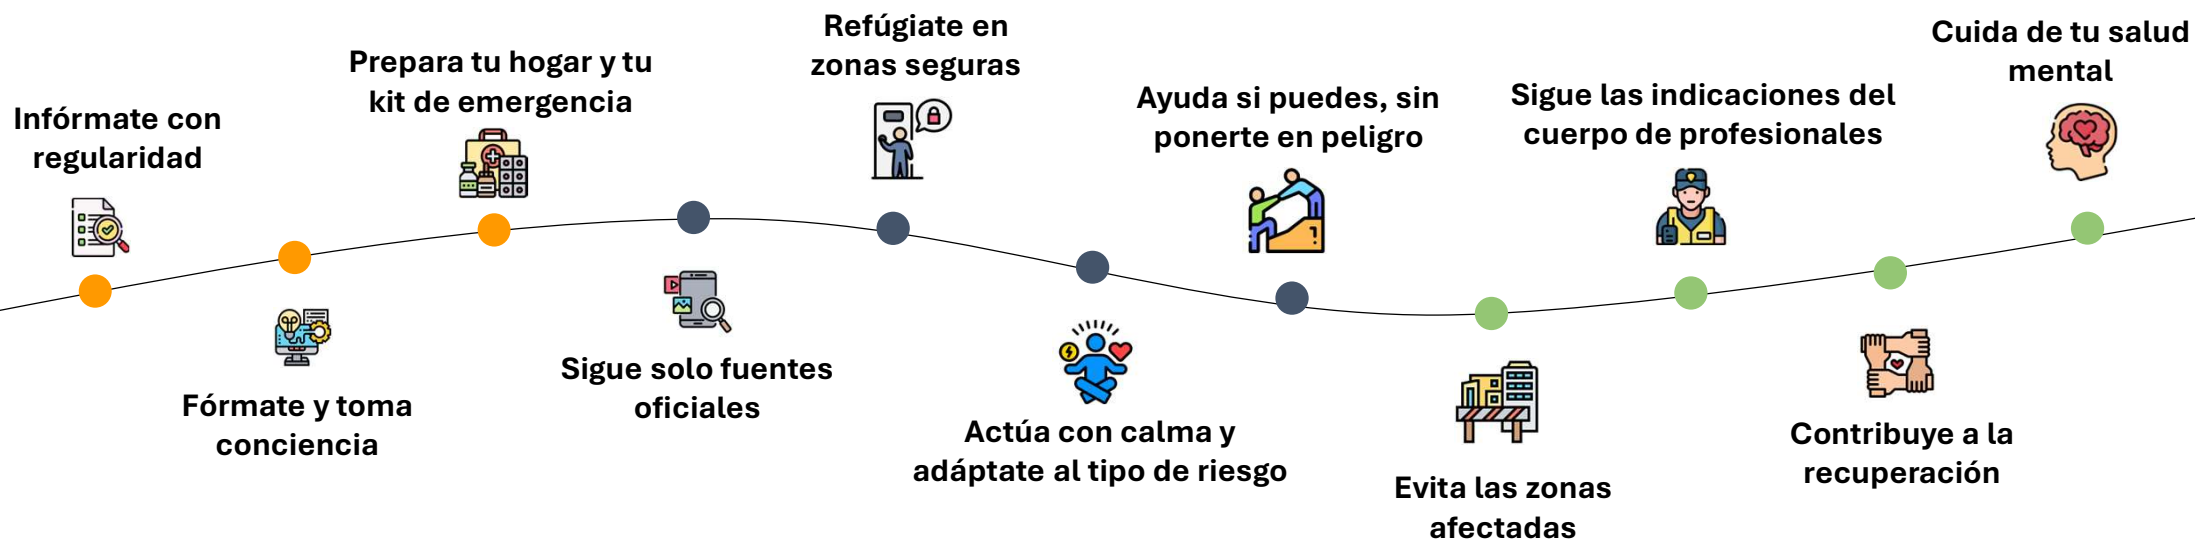 Infórmate con
regularidad
Fórmate y toma
conciencia
Prepara tu hogar y tu
kit de emergencia
Sigue solo fuentes
oficiales
Refúgiate en
zonas seguras
Actúa con calma y
adáptate al tipo de riesgo
Ayuda si puedes, sin
ponerte en peligro
Evita las zonas
afectadas
Sigue las indicaciones del
cuerpo de profesionales
Contribuye a la
recuperación
Cuida de tu salud
mental